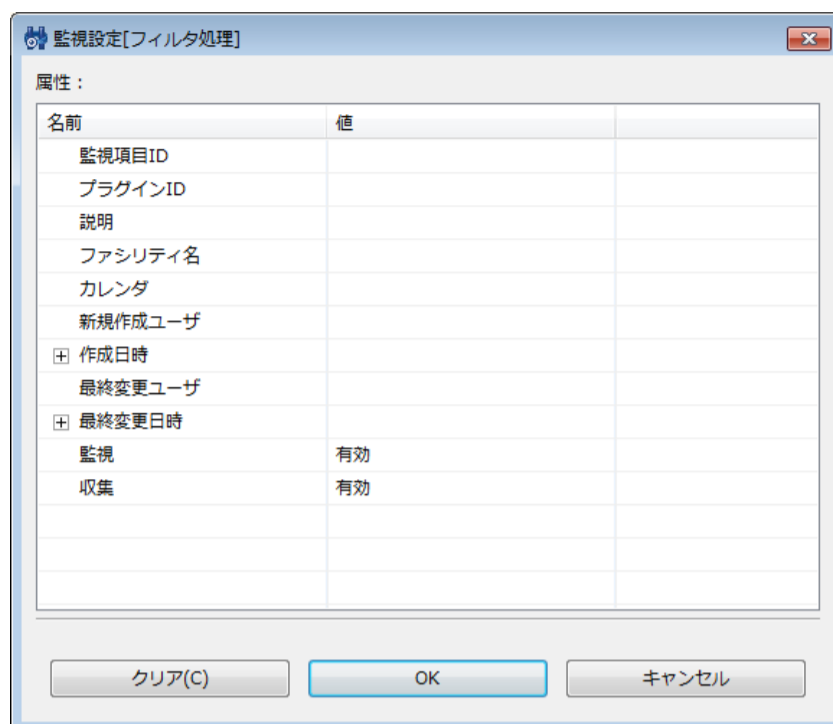 監視設定[フィルタ処理]
属性：
名前 値
監視項目ID
プラグインID
説明
ファシリティ名
カレンダ
新規作成ユーザ
作成日時
最終変更ユーザ
最終変更日時
監視 有効
収集 有効
クリア(C) OK キャンセル